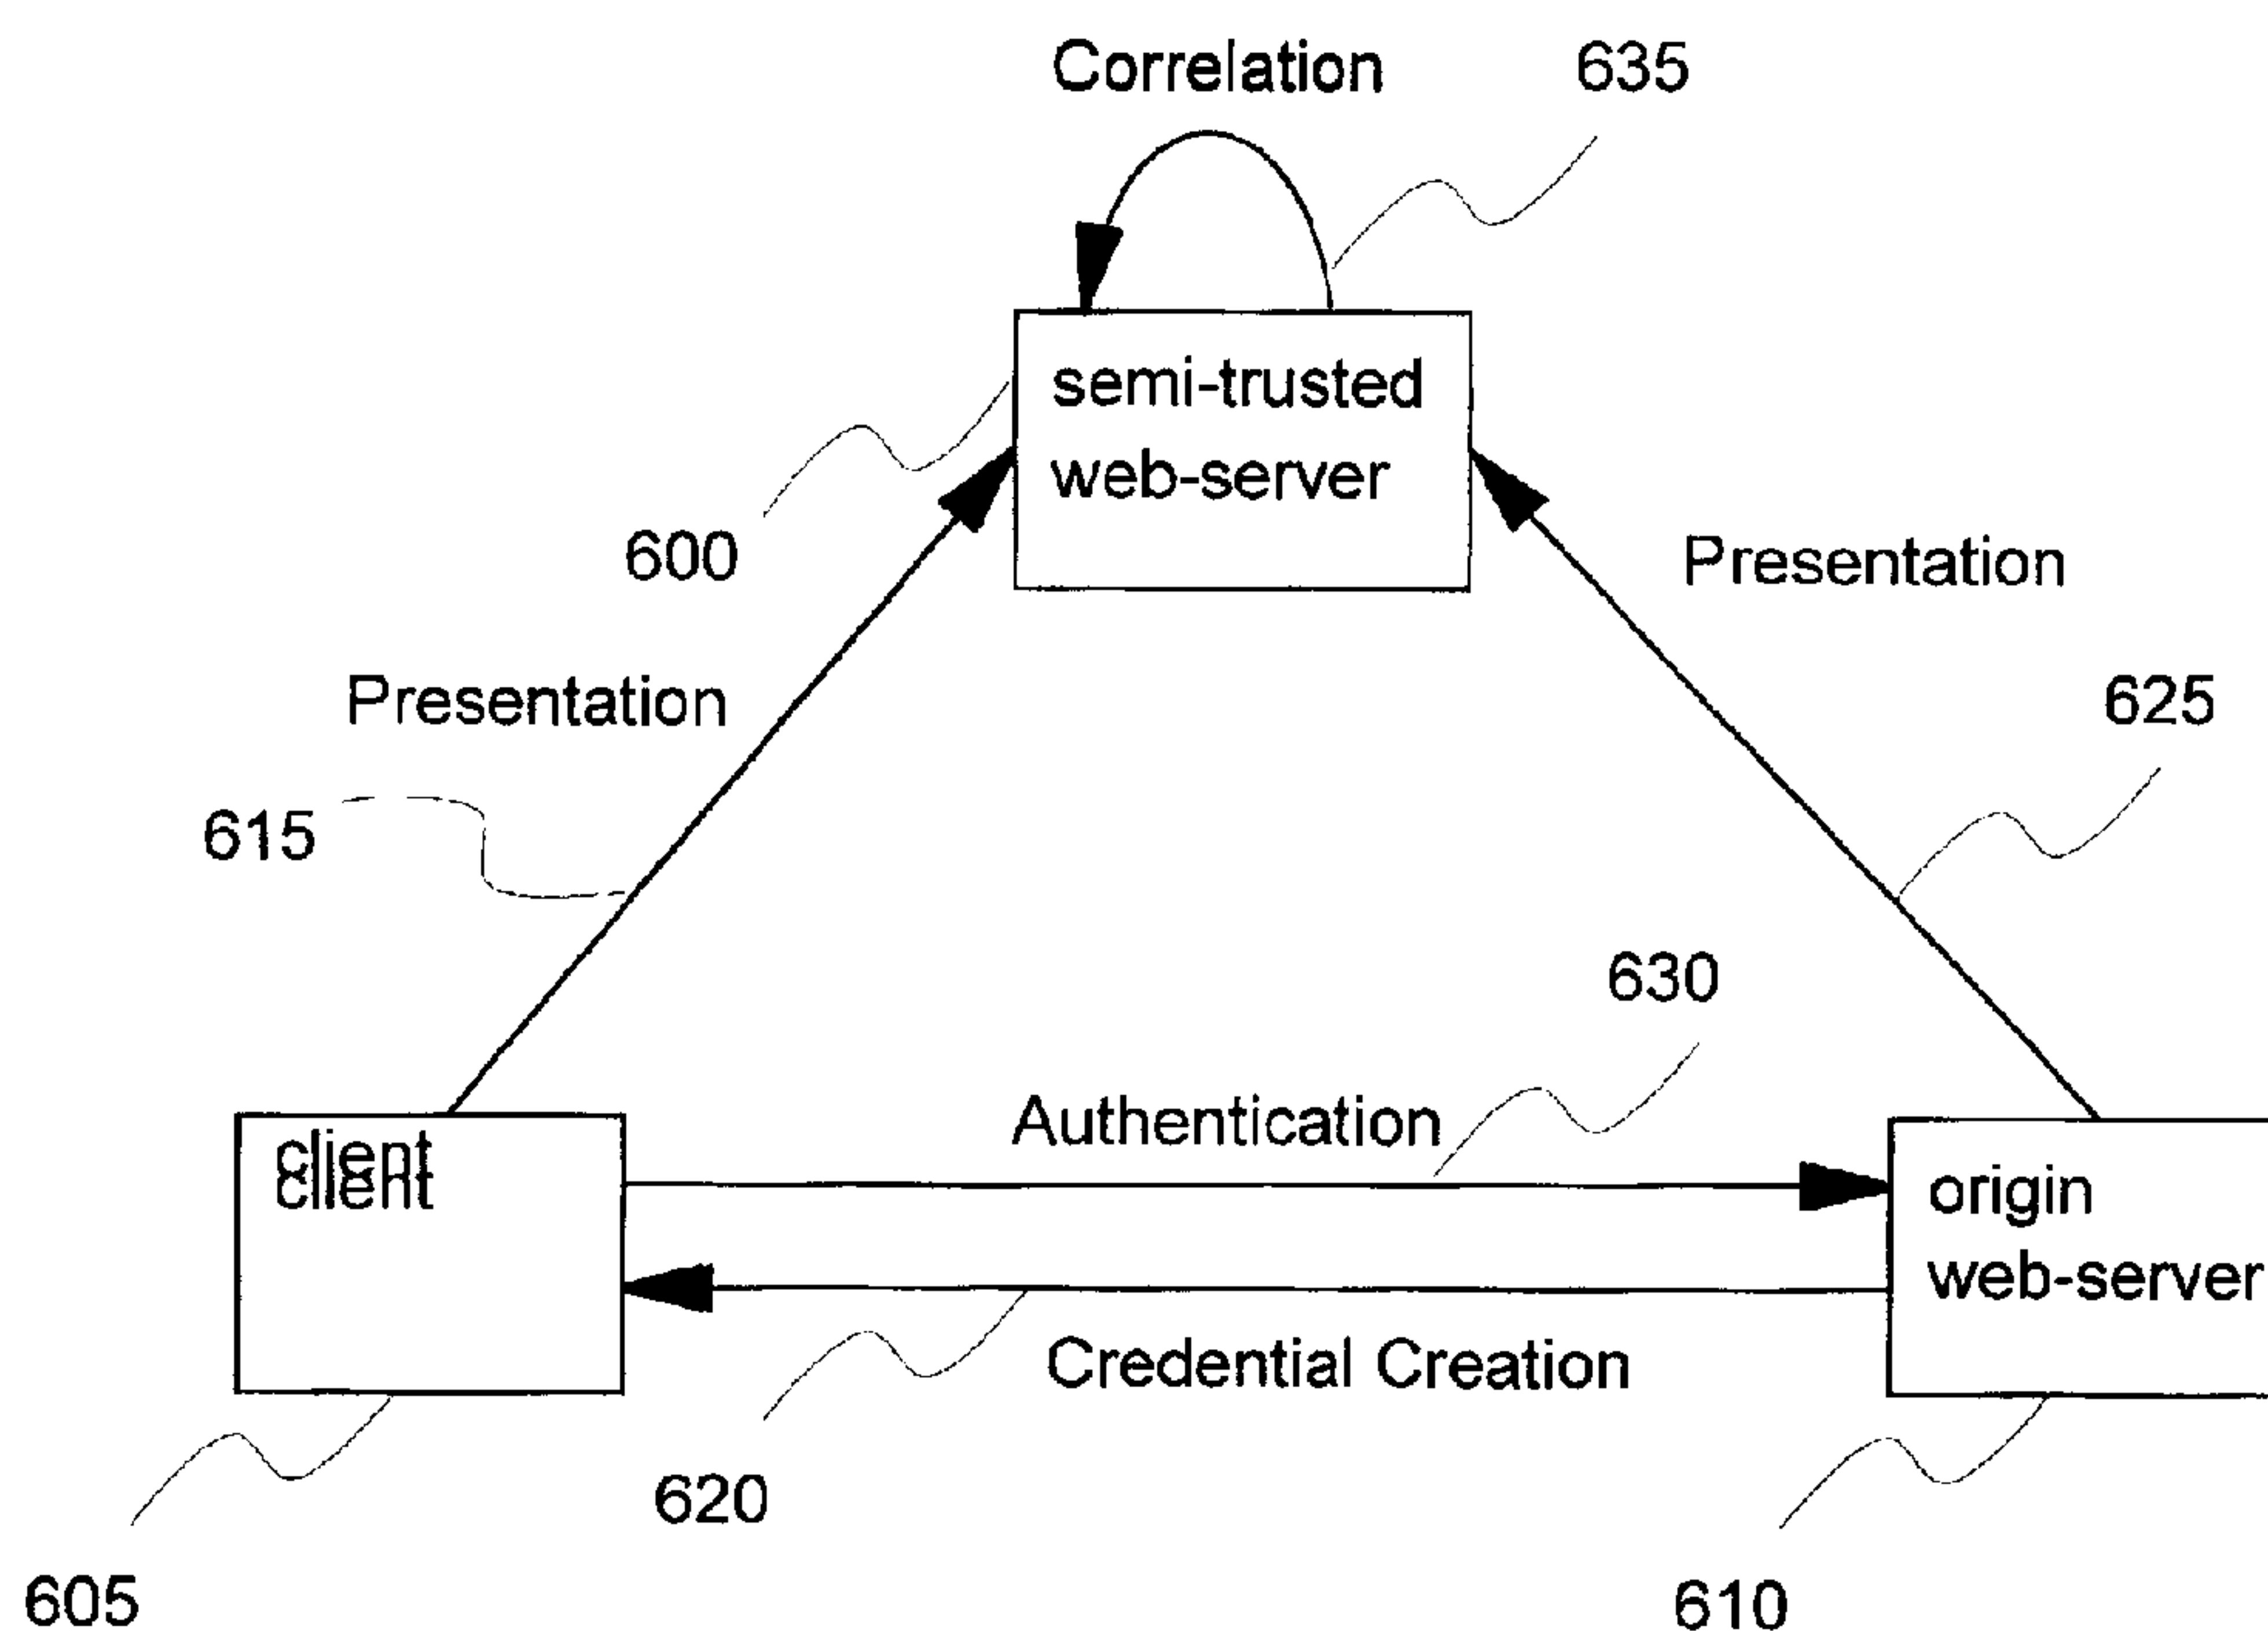 Correlation
635
semi-trusted
web-server
600
Presentation
Presentation
625
615
630
Authentication
client
client
origin
web-server
Credential Creation
620
605
610